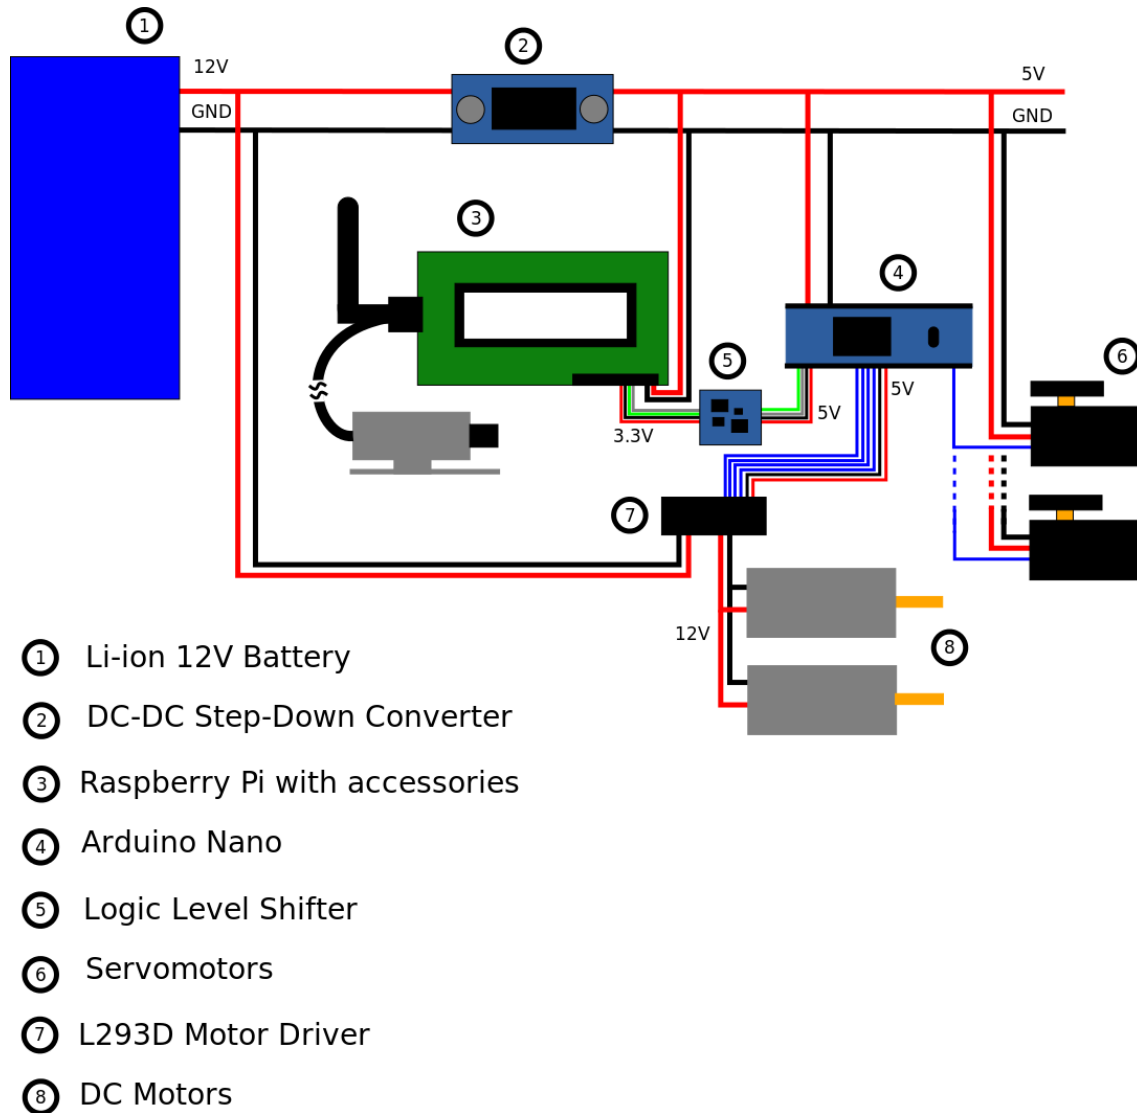 1
2
12V
5V
GND
GND
3
4
5
6
5V
5V
3.3V
7
12V
8
1 Li-ion 12V Battery
2 DC-DC Step-Down Converter
3 Raspberry Pi with accessories
4 Arduino Nano
5 Logic Level Shifter
6 Servomotors
7 L293D Motor Driver
8 DC Motors